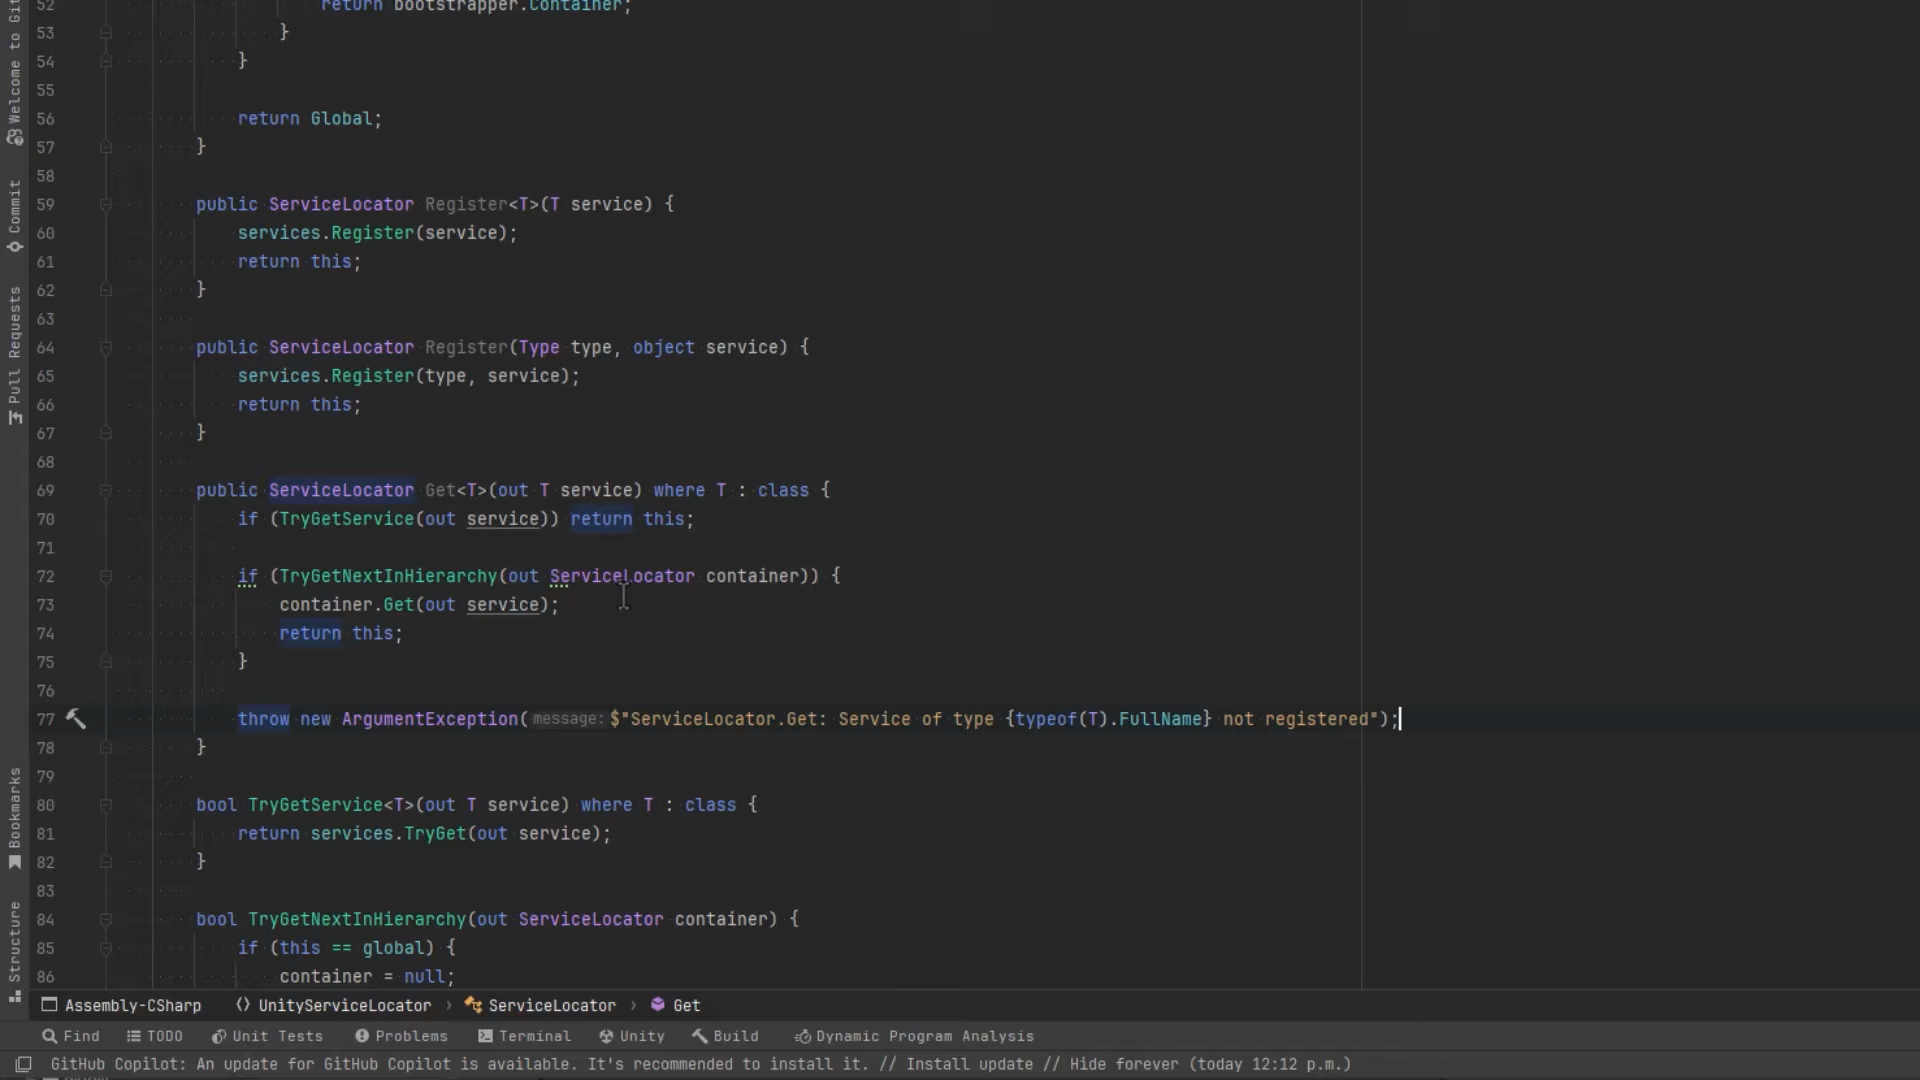 Welcome to Git
Commit
Pull Requests
Bookmarks
Structure
52 return bootstrapper.Container;
53 }
54 }
55
56 return Global;
57 }
58
59 public ServiceLocator Register<T>(T service) {
60 services.Register(service);
61 return this;
62 }
63
64 public ServiceLocator Register(Type type, object service) {
65 services.Register(type, service);
66 return this;
67 }
68
69 public ServiceLocator Get<T>(out T service) where T : class {
70 if (TryGetService(out service)) return this;
71
72 if (TryGetNextInHierarchy(out ServiceLocator container)) {
73 container.Get(out service);
74 return this;
75 }
76
77 throw new ArgumentException( message: $"ServiceLocator.Get: Service of type {typeof(T).FullName} not registered");
78 }
79
80 bool TryGetService<T>(out T service) where T : class {
81 return services.TryGet(out service);
82 }
83
84 bool TryGetNextInHierarchy(out ServiceLocator container) {
85 if (this == global) {
86 container = null;
Assembly-CSharp UnityServiceLocator › ServiceLocator › Get
Find TODO Unit Tests Problems Terminal Unity Build Dynamic Program Analysis
GitHub Copilot: An update for GitHub Copilot is available. It's recommended to install it. // Install update // Hide forever (today 12:12 p.m.)